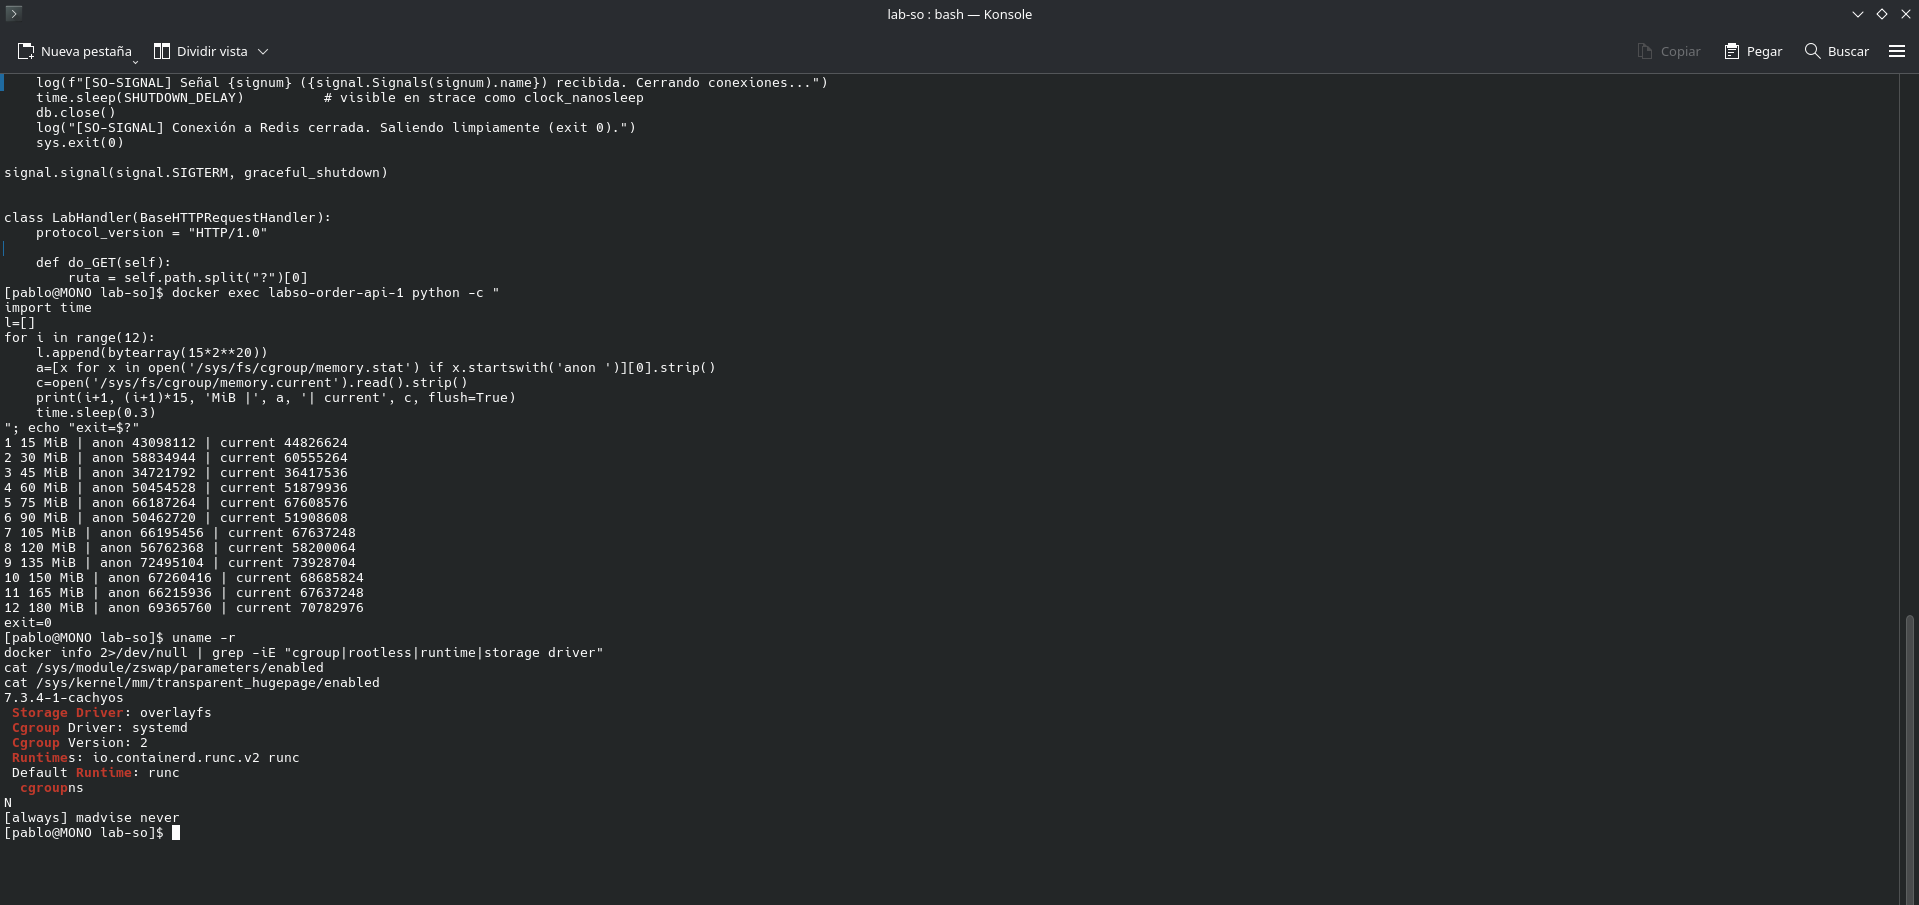 lab-so : bash — Konsole
Nueva pestaña
Dividir vista
Copiar
Pegar
Buscar
    log(f"[SO-SIGNAL] Señal {signum} ({signal.Signals(signum).name}) recibida. Cerrando conexiones...")
    time.sleep(SHUTDOWN_DELAY)          # visible en strace como clock_nanosleep
    db.close()
    log("[SO-SIGNAL] Conexión a Redis cerrada. Saliendo limpiamente (exit 0).")
    sys.exit(0)
signal.signal(signal.SIGTERM, graceful_shutdown)
class LabHandler(BaseHTTPRequestHandler):
    protocol_version = "HTTP/1.0"
    def do_GET(self):
        ruta = self.path.split("?")[0]
[pablo@MONO lab-so]$ docker exec labso-order-api-1 python -c "
import time
l=[]
for i in range(12):
    l.append(bytearray(15*2**20))
    a=[x for x in open('/sys/fs/cgroup/memory.stat') if x.startswith('anon ')][0].strip()
    c=open('/sys/fs/cgroup/memory.current').read().strip()
    print(i+1, (i+1)*15, 'MiB |', a, '| current', c, flush=True)
    time.sleep(0.3)
"; echo "exit=$?"
1 15 MiB | anon 43098112 | current 44826624
2 30 MiB | anon 58834944 | current 60555264
3 45 MiB | anon 34721792 | current 36417536
4 60 MiB | anon 50454528 | current 51879936
5 75 MiB | anon 66187264 | current 67608576
6 90 MiB | anon 50462720 | current 51908608
7 105 MiB | anon 66195456 | current 67637248
8 120 MiB | anon 56762368 | current 58200064
9 135 MiB | anon 72495104 | current 73928704
10 150 MiB | anon 67260416 | current 68685824
11 165 MiB | anon 66215936 | current 67637248
12 180 MiB | anon 69365760 | current 70782976
exit=0
[pablo@MONO lab-so]$ uname -r
docker info 2>/dev/null | grep -iE "cgroup|rootless|runtime|storage driver"
cat /sys/module/zswap/parameters/enabled
cat /sys/kernel/mm/transparent_hugepage/enabled
7.3.4-1-cachyos
 Storage Driver: overlayfs
 Cgroup Driver: systemd
 Cgroup Version: 2
 Runtimes: io.containerd.runc.v2 runc
 Default Runtime: runc
  cgroupns
N
[always] madvise never
[pablo@MONO lab-so]$